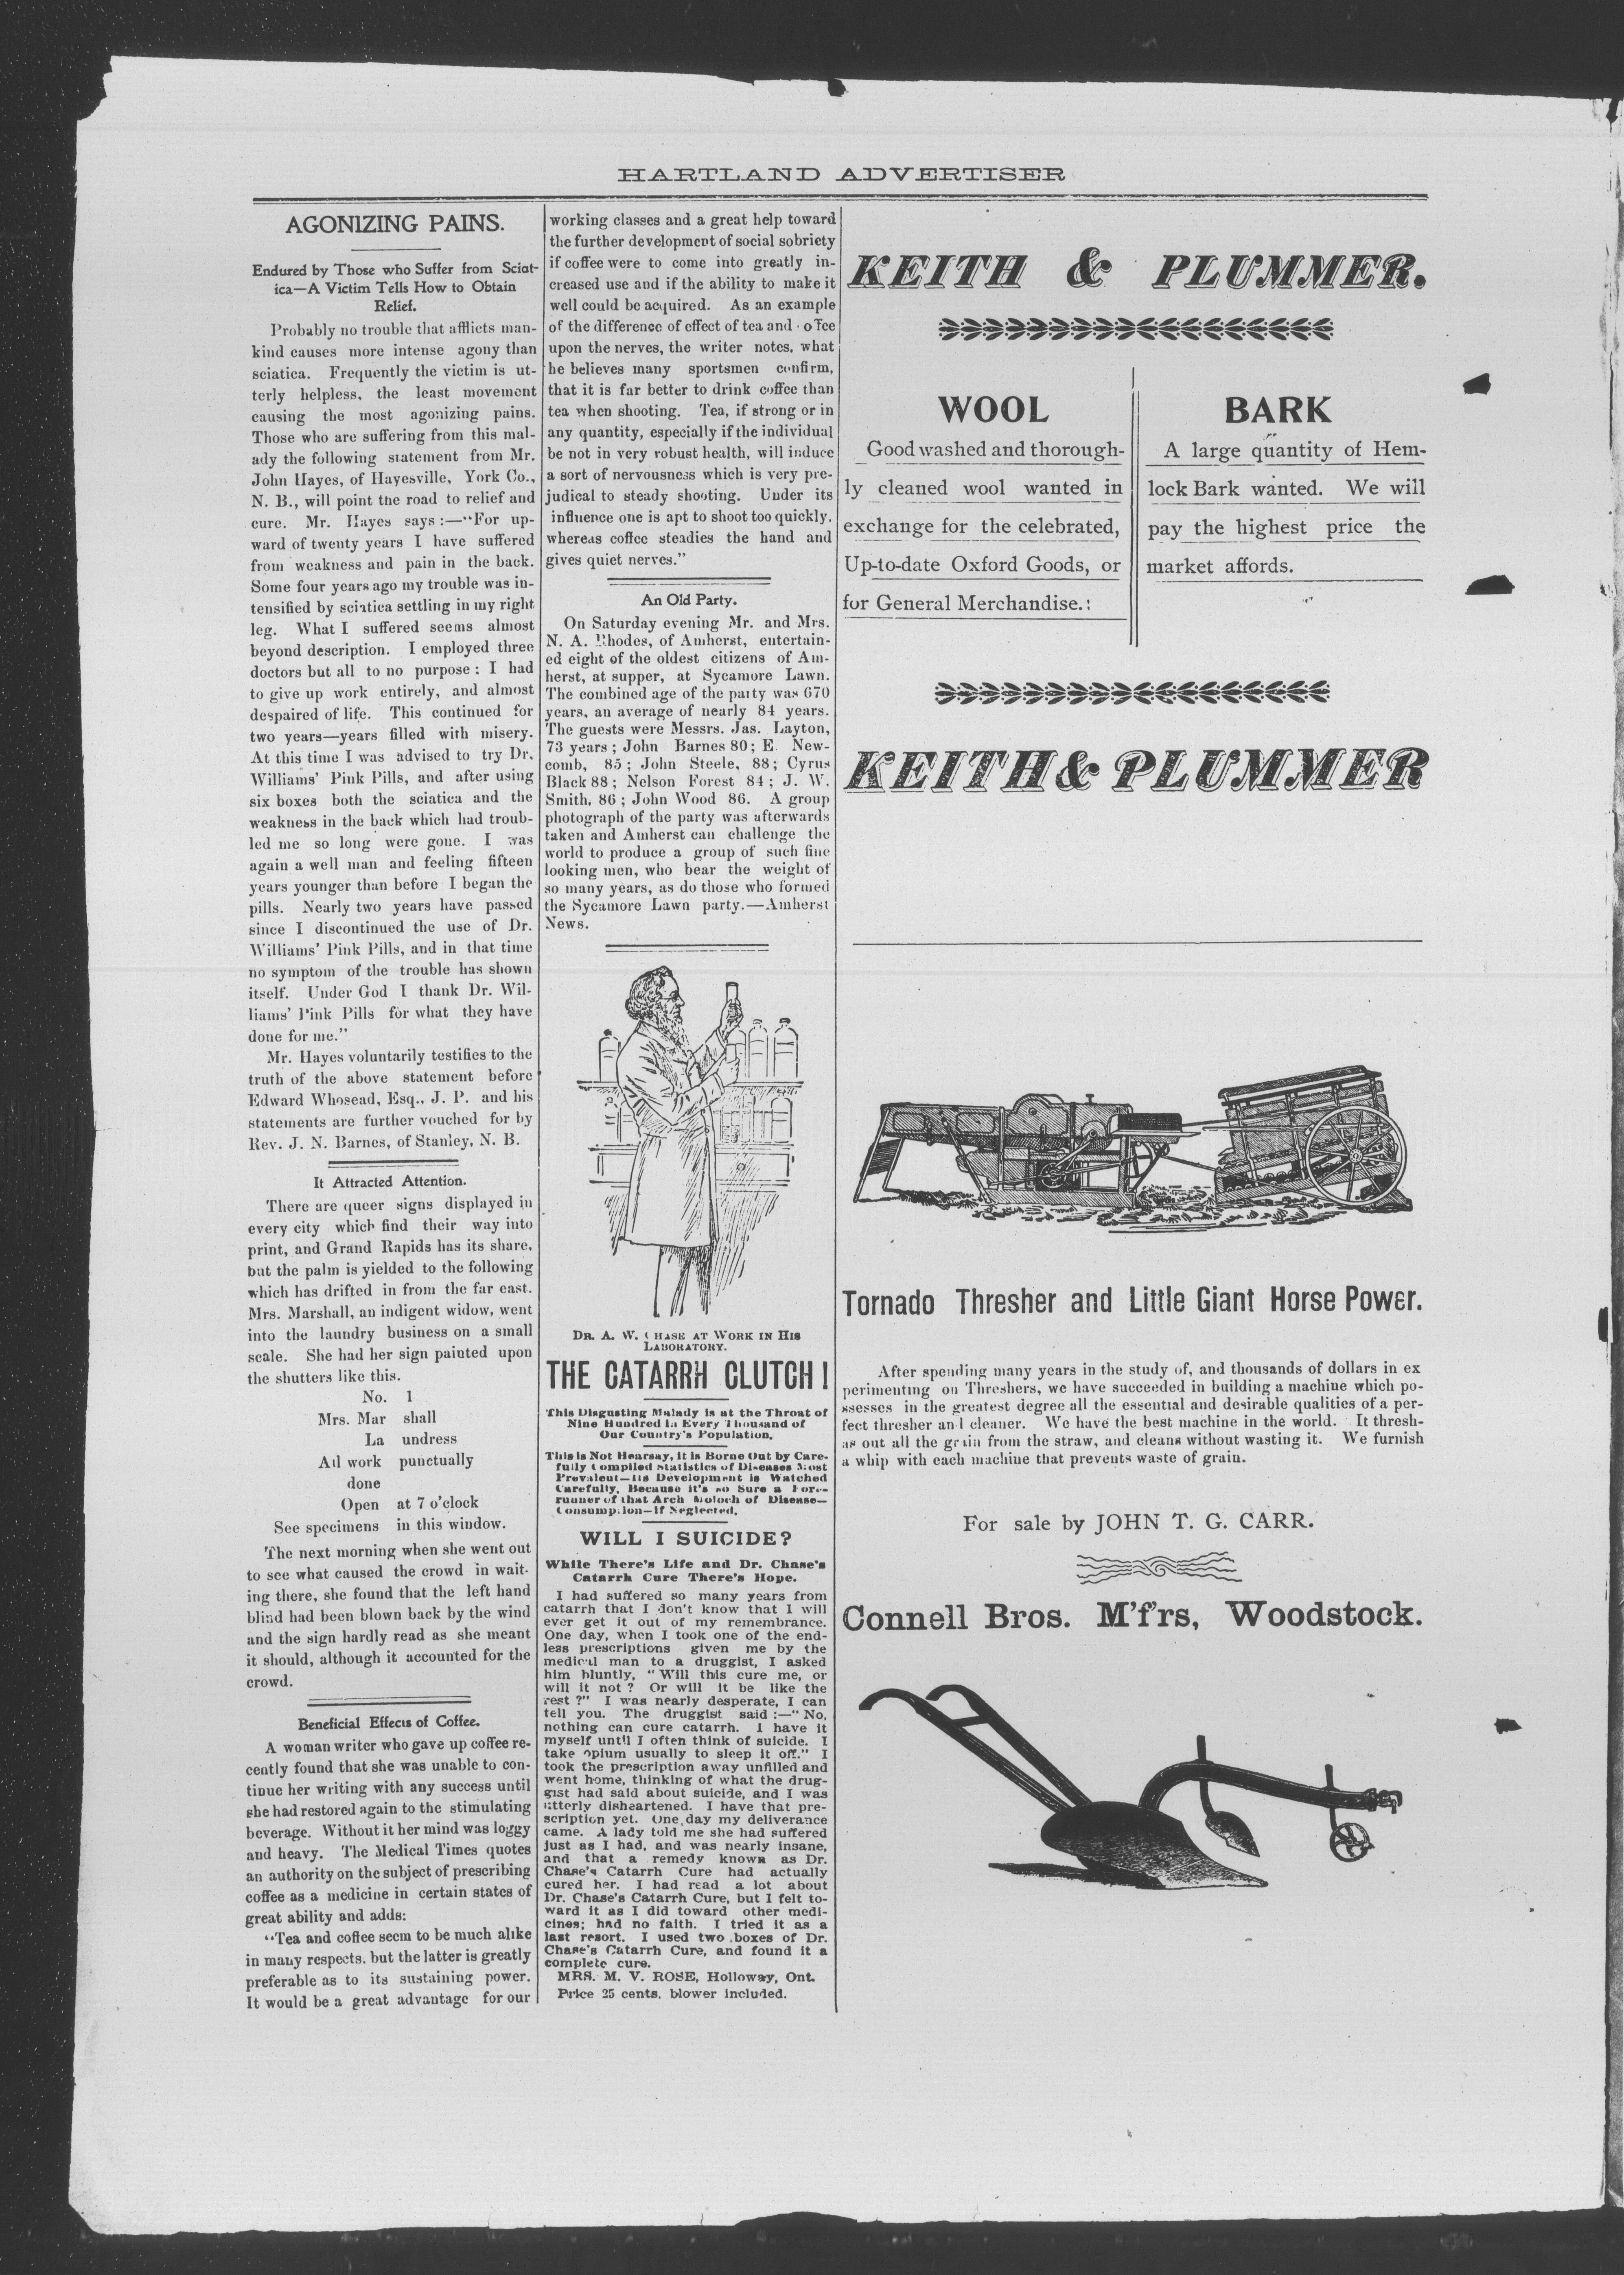 HARTLAND ADVERTISER
AGONIZING PAINS.
Endured by Those who Suffer from Sciat-
ica—A Victim Tells How to Obtain
Relief.
Probably no trouble that afflicts man-
kind causes more intense agony than
sciatica. Frequently the victim is ut-
terly helpless, the least movement
causing the most agonizing pains.
Those who are suffering from this mal-
ady the following statement from Mr.
John Hayes, of Hayesville, York Co.,
N. B., will point the road to relief and
cure. Mr. Hayes says:—"For up-
ward of twenty years I have suffered
from weakness and pain in the back.
Some four years ago my trouble was in-
tensified by sciatica settling in my right
leg. What I suffered seems almost
beyond description. I employed three
doctors but all to no purpose: I had
to give up work entirely, and almost
despaired of life. This continued for
two years—years filled with misery.
At this time I was advised to try Dr.
Williams' Pink Pills, and after using
six boxes both the sciatica and the
weakness in the back which had troub-
led me so long were gone. I was
again a well man and feeling fifteen
years younger than before I began the
pills. Nearly two years have passed
since I discontinued the use of Dr.
Williams' Pink Pills, and in that time
no symptom of the trouble has shown
itself. Under God I thank Dr. Wil-
liams' Pink Pills for what they have
done for me."
Mr. Hayes voluntarily testifies to the
truth of the above statement before
Edward Whosead, Esq., J. P. and his
statements are further vouched for by
Rev. J. N. Barnes, of Stanley, N. B.
It Attracted Attention.
There are queer signs displayed in
every city which find their way into
print, and Grand Rapids has its share,
but the palm is yielded to the following
which has drifted in from the far east.
Mrs. Marshall, an indigent widow, went
into the laundry business on a small
scale. She had her sign painted upon
the shutters like this.
No. 1
Mrs. Mar shall
La undress
All work punctually
done
Open at 7 o'clock
See specimens in this window.
The next morning when she went out
to see what caused the crowd in wait-
ing there, she found that the left hand
blind had been blown back by the wind
and the sign hardly read as she meant
it should, although it accounted for the
crowd.
Beneficial Effects of Coffee.
A woman writer who gave up coffee re-
cently found that she was unable to con-
tinue her writing with any success until
she had restored again to the stimulating
beverage. Without it her mind was loggy
and heavy. The Medical Times quotes
an authority on the subject of prescribing
coffee as a medicine in certain states of
great ability and adds:
"Tea and coffee seem to be much alike
in many respects. but the latter is greatly
preferable as to its sustaining power.
It would be a great advantage for our
working classes and a great help toward
the further development of social sobriety
if coffee were to come into greatly in-
creased use and if the ability to make it
well could be acquired. As an example
of the difference of effect of tea and
upon the nerves, the writer notes, what
he believes many sportsmen confirm,
that it is far better to drink coffee than
tea when shooting. Tea, if strong or in
any quantity, especially if the individual
be not in very robust health, will induce
a sort of nervousness which is very pre-
judical to steady shooting. Under its
influence one is apt to shoot too quickly,
whereas coffee steadies the hand and
gives quiet nerves."
An Old Party.
On Saturday evening Mr. and Mrs.
N. A. Rhodes, of Amherst, entertain-
ed eight of the oldest citizens of Am-
herst, at supper, at Sycamore Lawn.
The combined age of the party was 670
years, an average of nearly 84 years.
The guests were Messrs. Jas. Layton,
73 years; John Barnes 80; E. New-
comb, 85; John Steele, 88; Cyrus
Black 88; Nelson Forest 84; J. W.
Smith, 86; John Wood 86. A group
photograph of the party was afterwards
taken and Amherst can challenge the
world to produce a group of such fine
looking men, who bear the weight of
so many years, as do those who formed
the Sycamore Lawn party.—Amherst
News.
DR. A. W. CHASE AT WORK IN HIS
LABORATORY.
THE CATARRH CLUTCH!
This Disgusting Malady is at the Throat of
Nine Hundred in Every Thousand of
Our Country's Population.
This is Not Hearsay, it is Borne Out by Care-
fully Compiled Statistics of Diseases Most
Prevalent—Its Development is Watched
Carefully, Because it's so Sure a Fore-
runner of that Arch Moloch of Disease—
Consumption—If Neglected.
WILL I SUICIDE?
While There's Life and Dr. Chase's
Catarrh Cure There's Hope.
I had suffered so many years from
catarrh that I don't know that I will
ever get it out of my remembrance.
One day, when I took one of the end-
less prescriptions given me by the
medical man to a druggist, I asked
him bluntly, "Will this cure me, or
will it not? Or will it be like the
rest?" I was nearly desperate, I can
tell you. The druggist said:—"No,
nothing can cure catarrh. I have it
myself until I often think of suicide. I
take opium usually to sleep it off." I
took the prescription away unfilled and
went home, thinking of what the drug-
gist had said about suicide, and I was
utterly disheartened. I have that pre-
scription yet. One day my deliverance
came. A lady told me she had suffered
just as I had, and was nearly insane,
and that a remedy known as Dr.
Chase's Catarrh Cure had actually
cured her. I had read a lot about
Dr. Chase's Catarrh Cure, but I felt to-
ward it as I did toward other medi-
cines; had no faith. I tried it as a
last resort. I used two boxes of Dr.
Chase's Catarrh Cure, and found it a
complete cure.
MRS. M. V. ROSE, Holloway, Ont.
Price 25 cents, blower included.
KEITH & PLUMMER.
WOOL
Good washed and thorough-
ly cleaned wool wanted in
exchange for the celebrated,
Up-to-date Oxford Goods, or
for General Merchandise.:
BARK
A large quantity of Hem-
lock Bark wanted. We will
pay the highest price the
market affords.
KEITH & PLUMMER
Tornado Thresher and Little Giant Horse Power.
After spending many years in the study of, and thousands of dollars in ex
perimenting on Threshers, we have succeeded in building a machine which po-
ssesses in the greatest degree all the essential and desirable qualities of a per-
fect thresher and cleaner. We have the best machine in the world. It thresh-
as out all the grain from the straw, and cleans without wasting it. We furnish
a whip with each machine that prevents waste of grain.
For sale by JOHN T. G. CARR.
Connell Bros. M'f'rs, Woodstock.